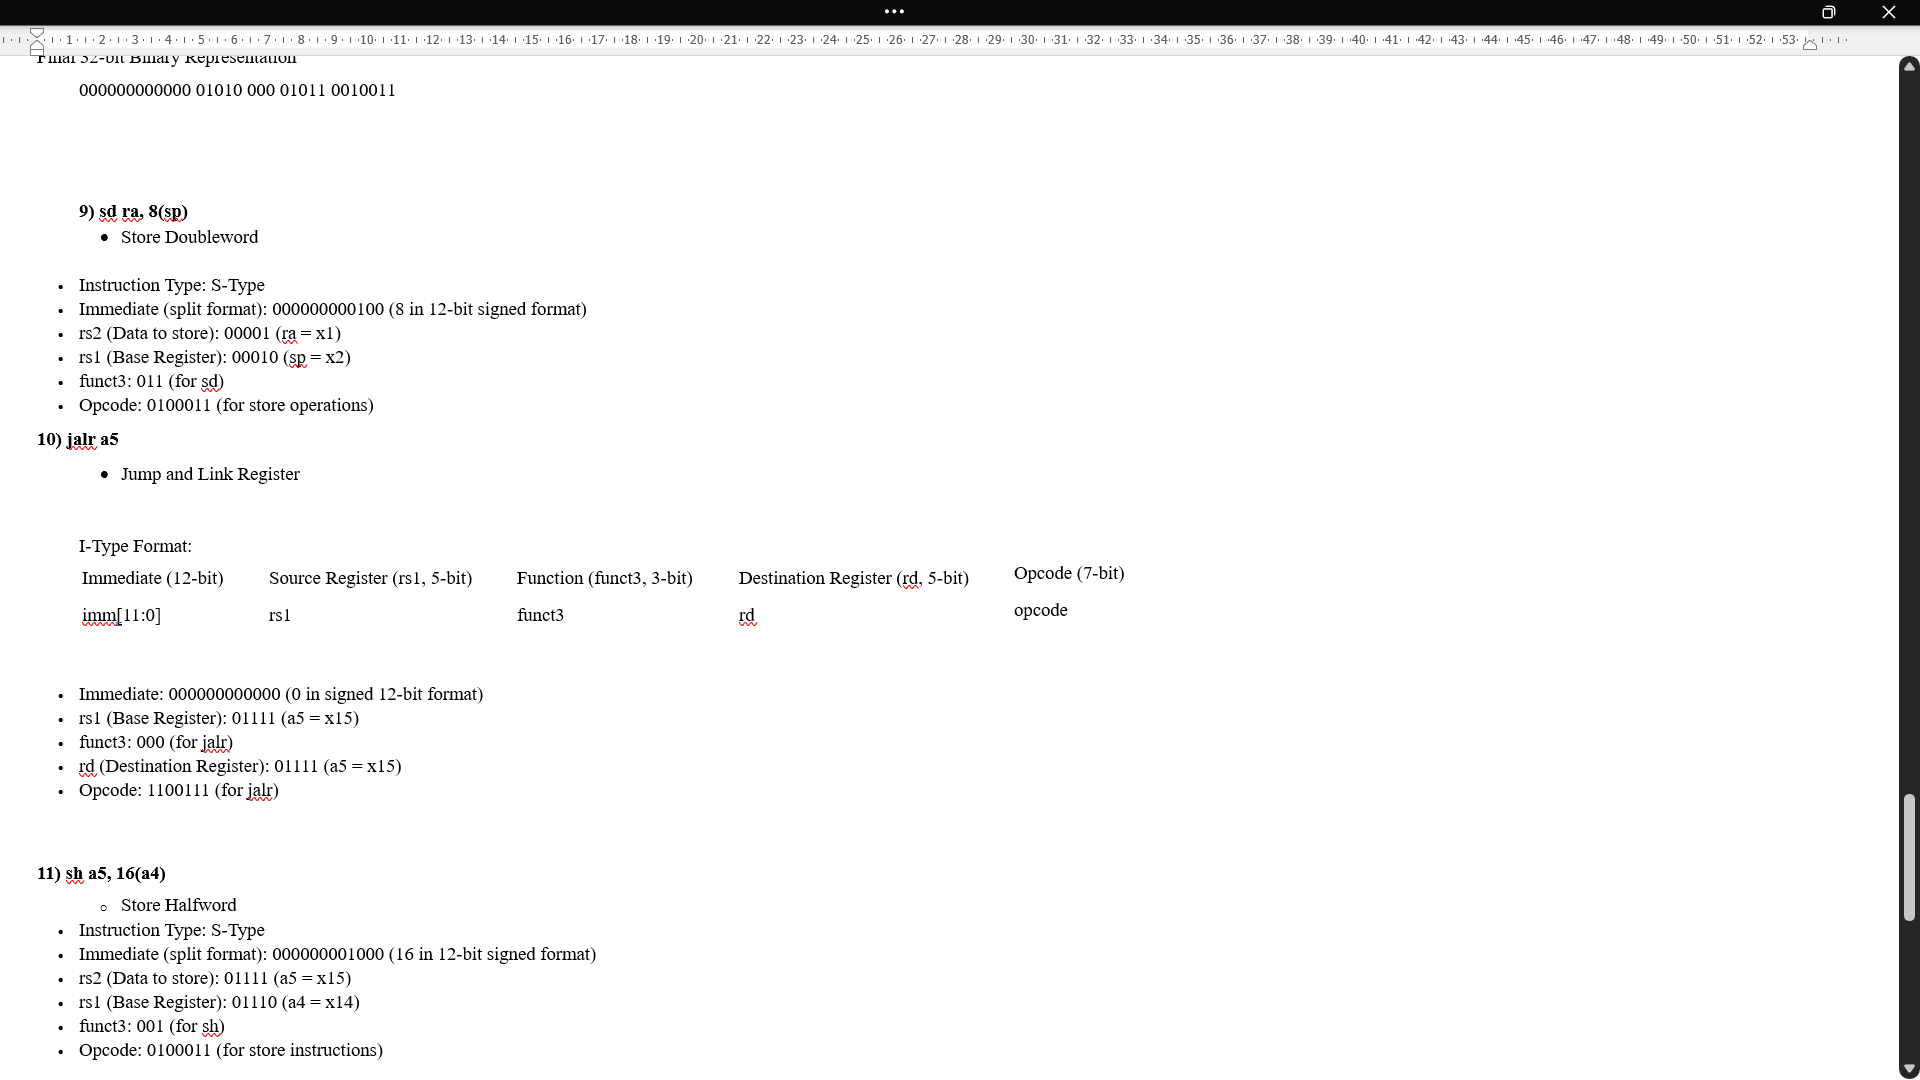 1 2 3 4 5 6 7 8 9 10 11 12 13 14 15 16 17 18 19 20 21 22 23 24 25 26 27 28 29 30 31 32 33 34 35 36 37 38 39 40 41 42 43 44 45 46 47 48 49 50 51 52 53
Final 32-bit Binary Representation
000000000000 01010 000 01011 0010011
9) sd ra, 8(sp)
• Store Doubleword
• Instruction Type: S-Type
• Immediate (split format): 000000000100 (8 in 12-bit signed format)
• rs2 (Data to store): 00001 (ra = x1)
• rs1 (Base Register): 00010 (sp = x2)
• funct3: 011 (for sd)
• Opcode: 0100011 (for store operations)
10) jalr a5
• Jump and Link Register
I-Type Format:
Immediate (12-bit) Source Register (rs1, 5-bit) Function (funct3, 3-bit) Destination Register (rd, 5-bit) Opcode (7-bit)
imm[11:0] rs1 funct3 rd opcode
• Immediate: 000000000000 (0 in signed 12-bit format)
• rs1 (Base Register): 01111 (a5 = x15)
• funct3: 000 (for jalr)
• rd (Destination Register): 01111 (a5 = x15)
• Opcode: 1100111 (for jalr)
11) sh a5, 16(a4)
○ Store Halfword
• Instruction Type: S-Type
• Immediate (split format): 000000001000 (16 in 12-bit signed format)
• rs2 (Data to store): 01111 (a5 = x15)
• rs1 (Base Register): 01110 (a4 = x14)
• funct3: 001 (for sh)
• Opcode: 0100011 (for store instructions)